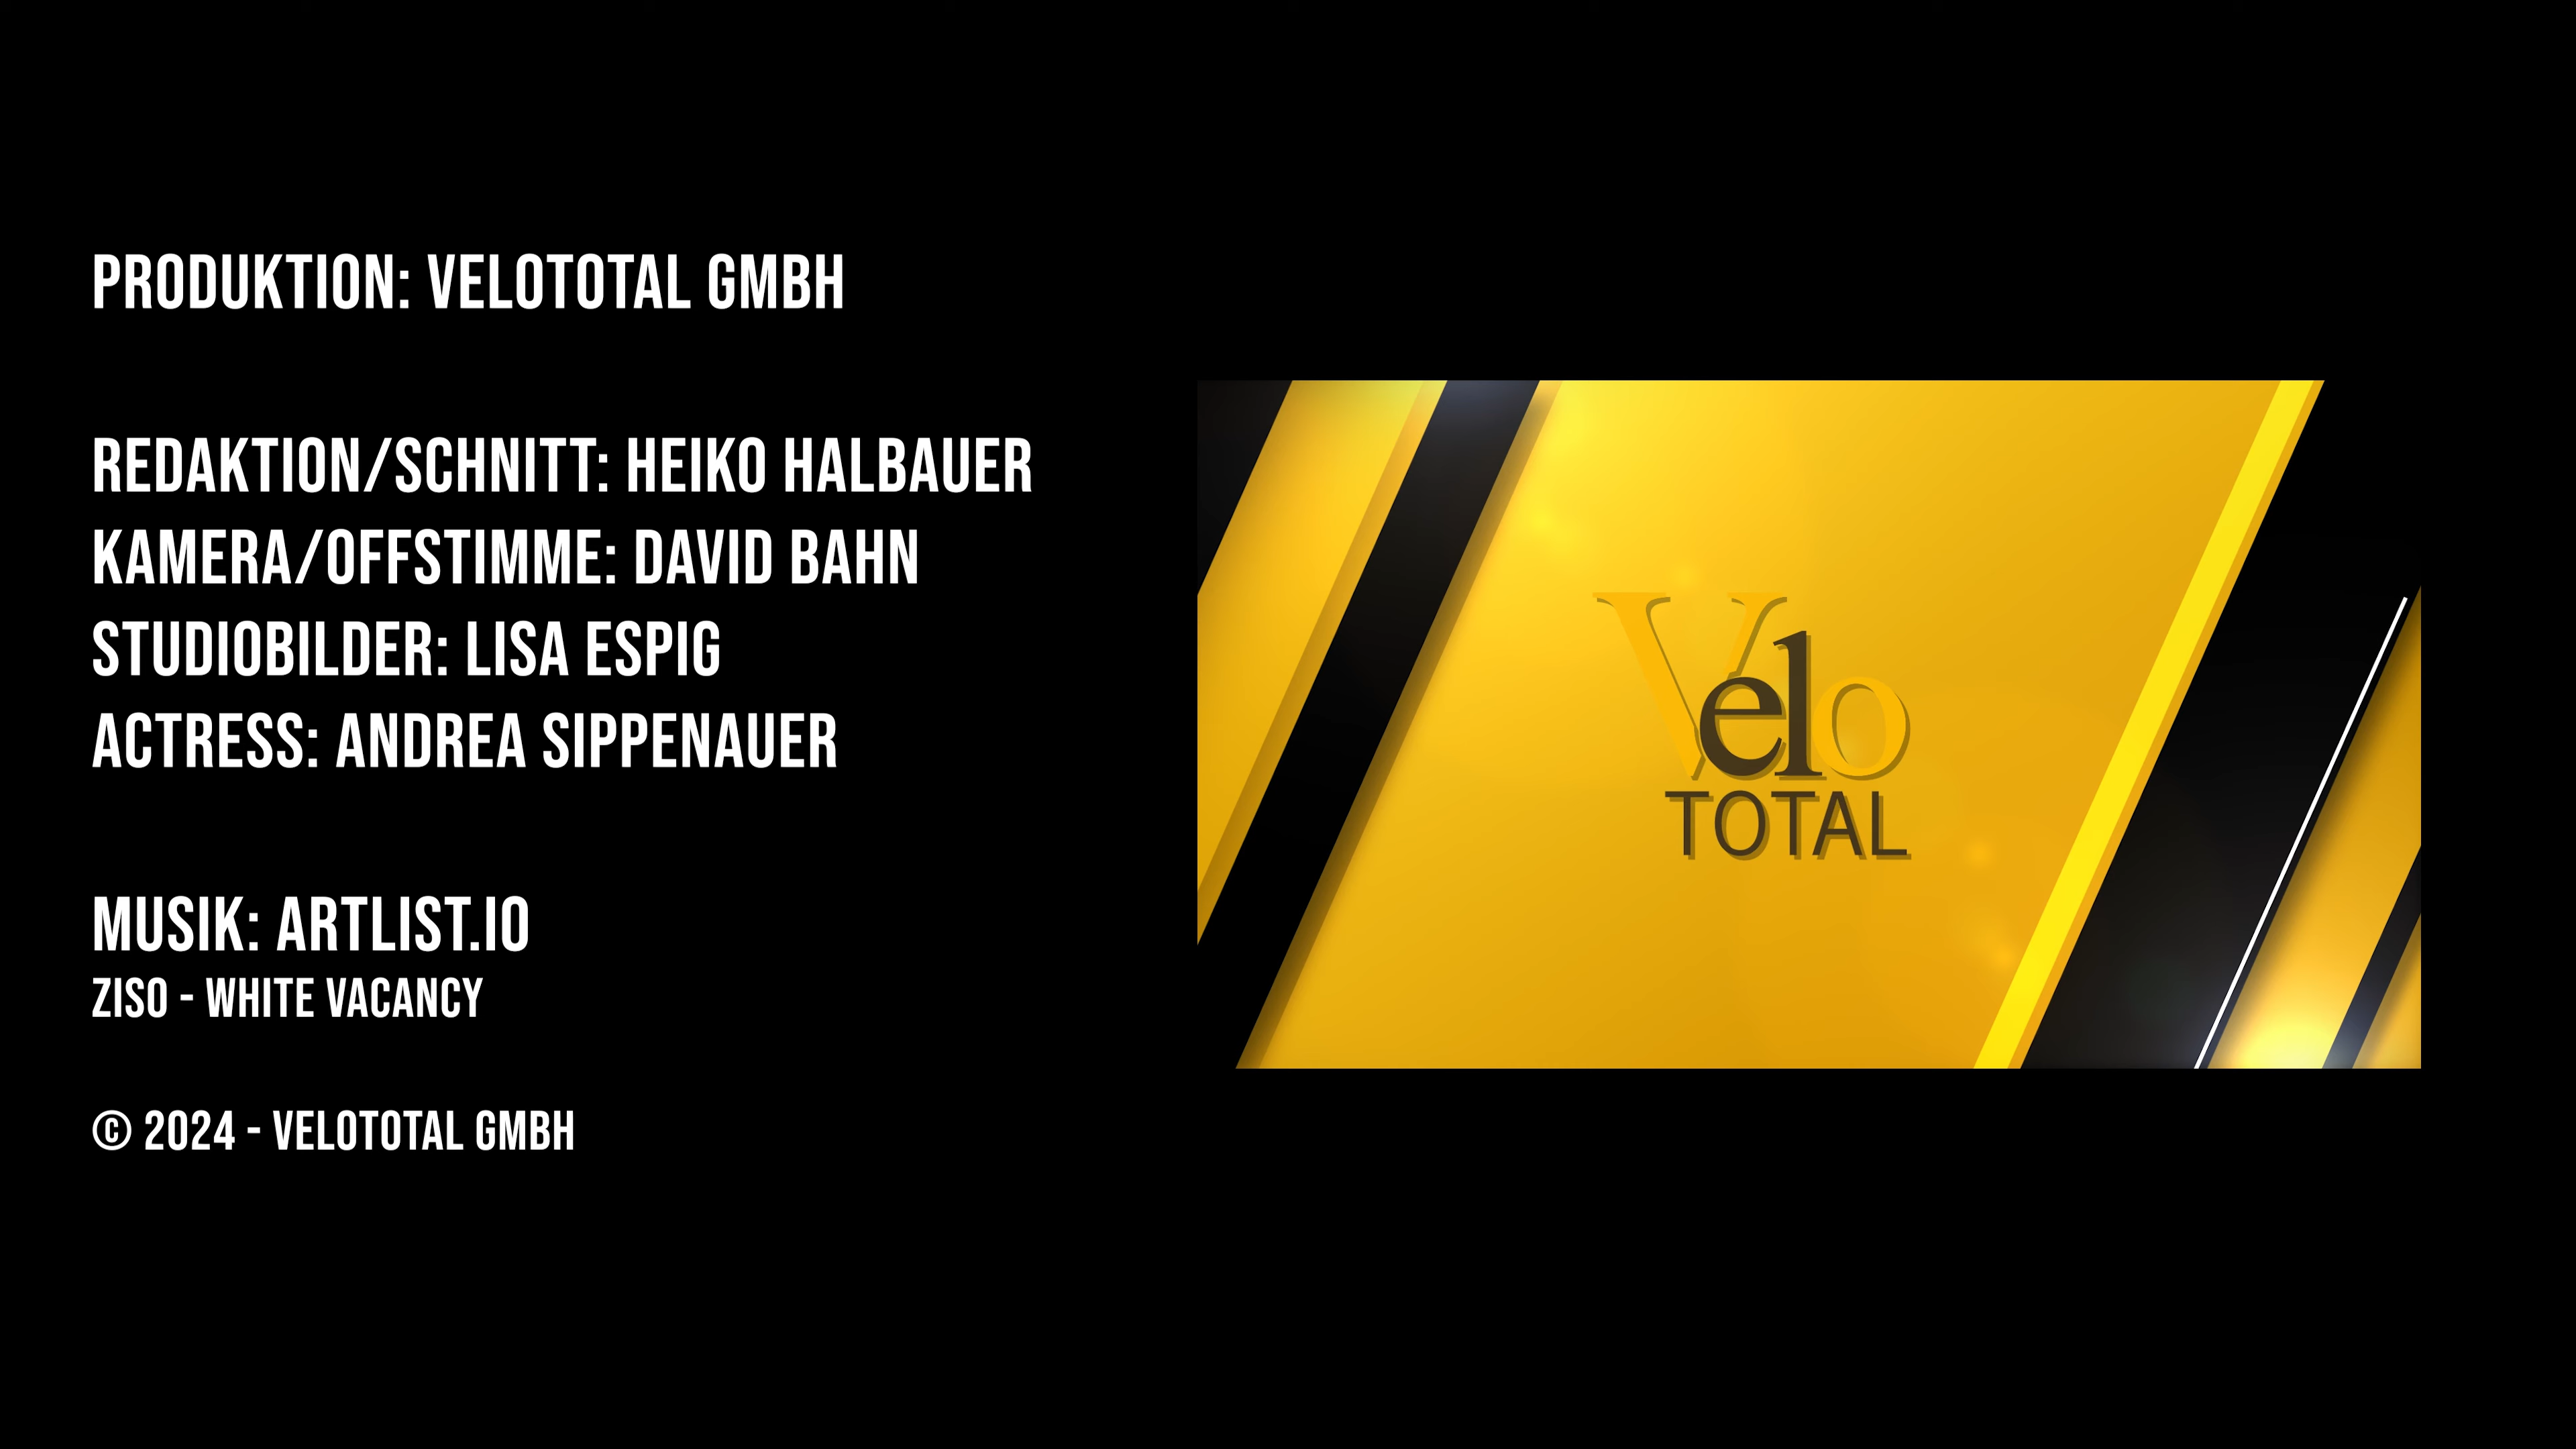 PRODUKTION: VELOTOTAL GMBH
REDAKTION/SCHNITT: HEIKO HALBAUER
KAMERA/OFFSTIMME: DAVID BAHN
STUDIOBILDER: LISA ESPIG
ACTRESS: ANDREA SIPPENAUER
MUSIK: ARTLIST.IO
ZISO - WHITE VACANCY
© 2024 - VELOTOTAL GMBH
Velo
TOTAL